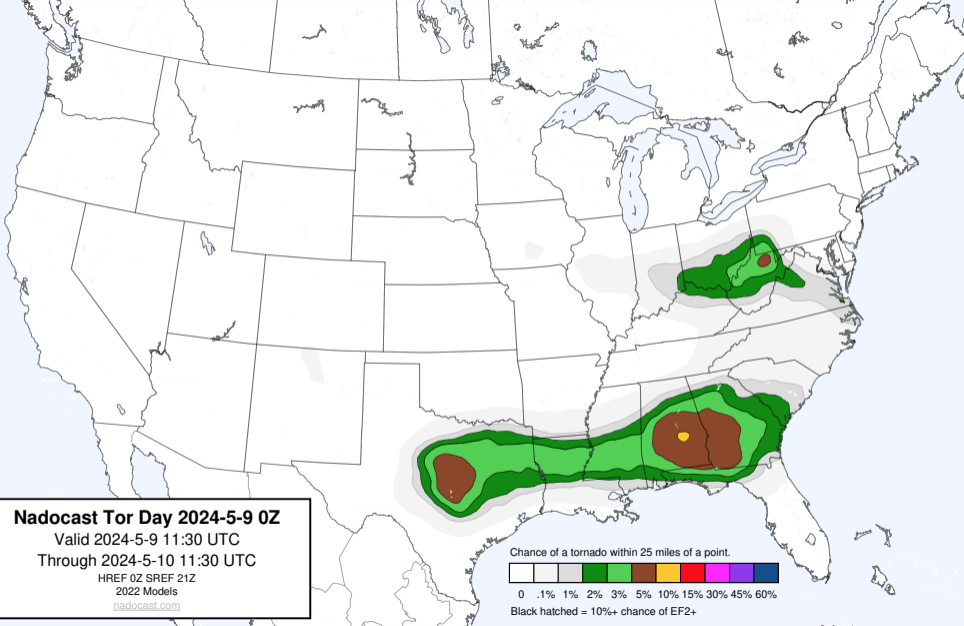 Nadocast Tor Day 2024-5-9 0Z
Valid 2024-5-9 11:30 UTC
Through 2024-5-10 11:30 UTC
HREF 0Z SREF 21Z
2022 Models
nadocast.com
Chance of a tornado within 25 miles of a point.
0 .1% 1% 2% 3% 5% 10% 15% 30% 45% 60%
Black hatched = 10%+ chance of EF2+